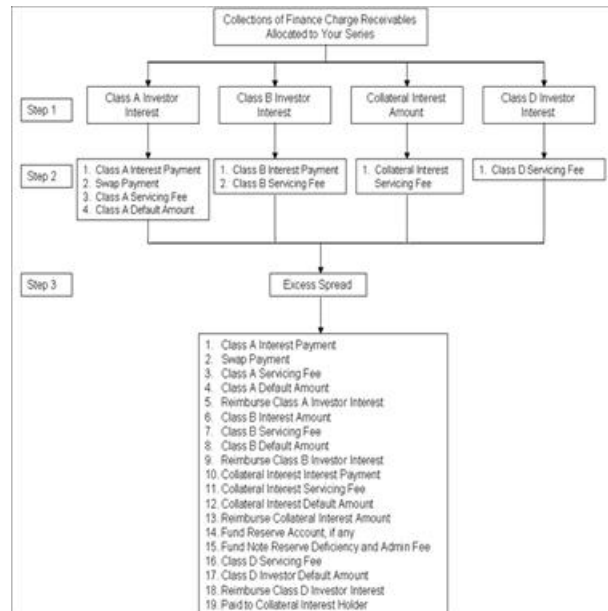 Collections of Finance Charge Receivables
Allocated to Your Series
Step 1
Class A Investor
Interest
Class B Investor
Interest
Collateral Interest
Amount
Class D Investor
Interest
Step 2
1. Class A Interest Payment
2. Swap Payment
3. Class A Servicing Fee
4. Class A Default Amount
1. Class B Interest Payment
2. Class B Servicing Fee
1. Collateral Interest
Servicing Fee
1. Class D Servicing Fee
Step 3
Excess Spread
1. Class A Interest Payment
2. Swap Payment
3. Class A Servicing Fee
4. Class A Default Amount
5. Reimburse Class A Investor Interest
6. Class B Interest Amount
7. Class B Servicing Fee
8. Class B Default Amount
9. Reimburse Class B Investor Interest
10. Collateral Interest Interest Payment
11. Collateral Interest Servicing Fee
12. Collateral Interest Default Amount
13. Reimburse Collateral Interest Amount
14. Fund Reserve Account, if any
15. Fund Note Reserve Deficiency and Admin Fee
16. Class D Servicing Fee
17. Class D Investor Default Amount
18. Reimburse Class D Investor Interest
19. Paid to Collateral Interest Holder